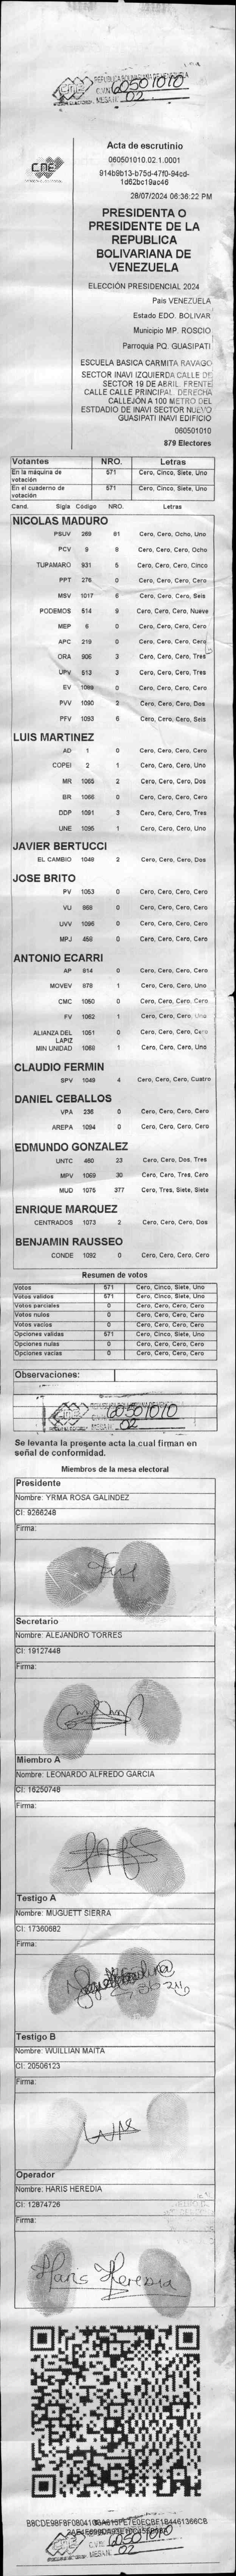 REPUBLICA BOLIVARIANA DE VENEZUELA
CNE
C.V.Nº 60501010
MESA Nº 02
CNE
Acta de escrutinio
060501010.02.1.0001
914b9b13-b75d-47f0-94cd-
1d62bc19ac46
28/07/2024 06:36:22 PM
PRESIDENTA O
PRESIDENTE DE LA
REPUBLICA
BOLIVARIANA DE
VENEZUELA
ELECCIÓN PRESIDENCIAL 2024
País VENEZUELA
Estado EDO. BOLIVAR
Municipio MP. ROSCIO
Parroquia PQ. GUASIPATI
ESCUELA BASICA CARMITA RAVAGO
SECTOR INAVI IZQUIERDA CALLE DE
SECTOR 19 DE ABRIL. FRENTE
CALLE CALLE PRINCIPAL. DERECHA
CALLEJÓN A 100 METRO DEL
ESTDADIO DE INAVI SECTOR NUEVO
GUASIPATI INAVI EDIFICIO
060501010
879 Electores
Votantes NRO. Letras
En la máquina de votación 571 Cero, Cinco, Siete, Uno
En el cuaderno de votación 571 Cero, Cinco, Siete, Uno
Cand. Sigla Código NRO. Letras
NICOLAS MADURO
PSUV 269 81 Cero, Cero, Ocho, Uno
PCV 9 8 Cero, Cero, Cero, Ocho
TUPAMARO 931 5 Cero, Cero, Cero, Cinco
PPT 276 0 Cero, Cero, Cero, Cero
MSV 1017 6 Cero, Cero, Cero, Seis
PODEMOS 514 9 Cero, Cero, Cero, Nueve
MEP 6 0 Cero, Cero, Cero, Cero
APC 219 0 Cero, Cero, Cero, Cero
ORA 906 3 Cero, Cero, Cero, Tres
UPV 513 3 Cero, Cero, Cero, Tres
EV 1089 0 Cero, Cero, Cero, Cero
PVV 1090 2 Cero, Cero, Cero, Dos
PFV 1093 6 Cero, Cero, Cero, Seis
LUIS MARTINEZ
AD 1 0 Cero, Cero, Cero, Cero
COPEI 2 1 Cero, Cero, Cero, Uno
MR 1065 2 Cero, Cero, Cero, Dos
BR 1066 0 Cero, Cero, Cero, Cero
DDP 1091 3 Cero, Cero, Cero, Tres
UNE 1095 1 Cero, Cero, Cero, Uno
JAVIER BERTUCCI
EL CAMBIO 1049 2 Cero, Cero, Cero, Dos
JOSE BRITO
PV 1053 0 Cero, Cero, Cero, Cero
VU 868 0 Cero, Cero, Cero, Cero
UVV 1096 0 Cero, Cero, Cero, Cero
MPJ 459 0 Cero, Cero, Cero, Cero
ANTONIO ECARRI
AP 614 0 Cero, Cero, Cero, Cero
MOVEV 878 1 Cero, Cero, Cero, Uno
CMC 1050 0 Cero, Cero, Cero, Cero
FV 1062 1 Cero, Cero, Cero, Uno
ALIANZA DEL LAPIZ 1051 0 Cero, Cero, Cero, Cero
MIN UNIDAD 1068 1 Cero, Cero, Cero, Uno
CLAUDIO FERMIN
SPV 1049 4 Cero, Cero, Cero, Cuatro
DANIEL CEBALLOS
VPA 236 0 Cero, Cero, Cero, Cero
AREPA 1094 0 Cero, Cero, Cero, Cero
EDMUNDO GONZALEZ
UNTC 460 23 Cero, Cero, Dos, Tres
MPV 1069 30 Cero, Cero, Tres, Cero
MUD 1075 377 Cero, Tres, Siete, Siete
ENRIQUE MARQUEZ
CENTRADOS 1073 2 Cero, Cero, Cero, Dos
BENJAMIN RAUSSEO
CONDE 1092 0 Cero, Cero, Cero, Cero
Resumen de votos
Votos 571 Cero, Cinco, Siete, Uno
Votos validos 571 Cero, Cinco, Siete, Uno
Votos parciales 0 Cero, Cero, Cero, Cero
Votos nulos 0 Cero, Cero, Cero, Cero
Votos vacíos 0 Cero, Cero, Cero, Cero
Opciones validas 571 Cero, Cinco, Siete, Uno
Opciones nulas 0 Cero, Cero, Cero, Cero
Opciones vacías 0 Cero, Cero, Cero, Cero
Observaciones:
CNE
60501010
02
Se levanta la presente acta la cual firman en
señal de conformidad.
Miembros de la mesa electoral
Presidente
Nombre: YRMA ROSA GALINDEZ
CI: 9266248
Firma:
Secretario
Nombre: ALEJANDRO TORRES
CI: 19127448
Firma:
Miembro A
Nombre: LEONARDO ALFREDO GARCIA
CI: 16250748
Firma:
Testigo A
Nombre: MUGUETT SIERRA
CI: 17360682
Firma:
Testigo B
Nombre: WUILLIAN MAITA
CI: 20506123
Firma:
Operador
Nombre: HARIS HEREDIA
CI: 12874726
Firma:
Haris Heredia
CNE
C.V.Nº 60501010
MESA Nº 02